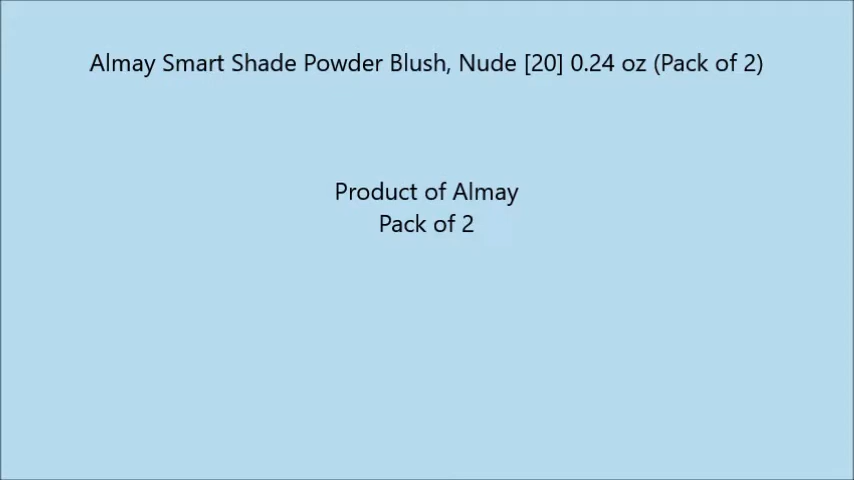 Almay Smart Shade Powder Blush, Nude [20] 0.24 oz (Pack of 2)
Product of Almay
Pack of 2